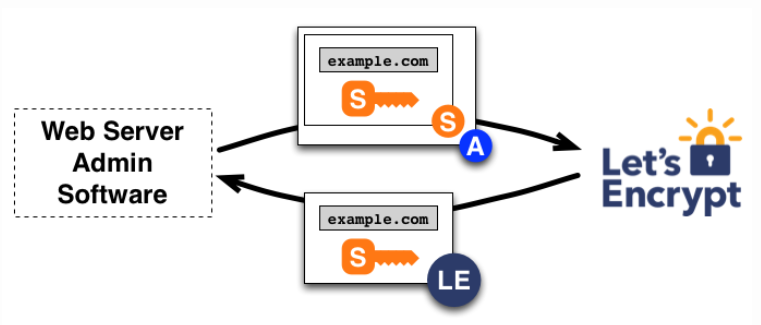 example.com
S
S
A
Web Server
Admin
Software
Let's
Encrypt
example.com
S
LE